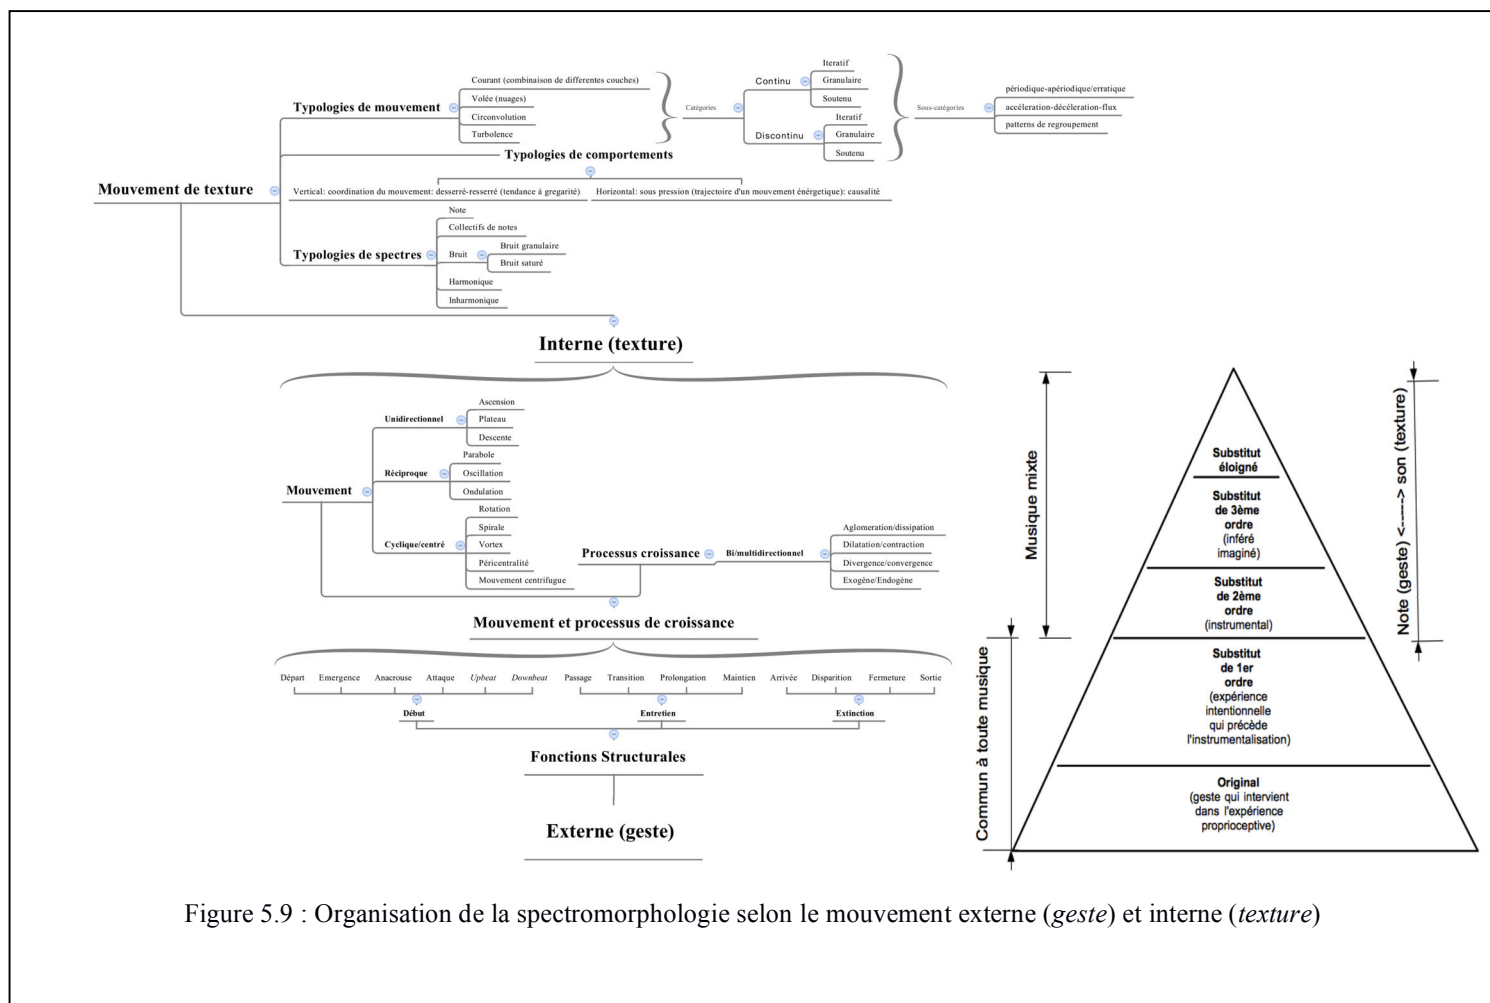 Typologies de mouvement
Courant (combinaison de differentes couches)
Volée (nuages)
Circonvolution
Turbolence
Catégories
Continu
Iteratif
Granulaire
Soutenu
Discontinu
Iteratif
Granulaire
Soutenu
Sous-catégories
périodique-apériodique/erratique
accéleration-décéleration-flux
patterns de regroupement
Typologies de comportements
Mouvement de texture
Vertical: coordination du mouvement: desserré-resserré (tendance à gregarité)
Horizontal: sous pression (trajectoire d'un mouvement énérgetique): causalité
Typologies de spectres
Note
Collectifs de notes
Bruit
Bruit granulaire
Bruit saturé
Harmonique
Inharmonique
Interne (texture)
Mouvement
Unidirectionnel
Ascension
Plateau
Descente
Réciproque
Parabole
Oscillation
Ondulation
Cyclique/centré
Rotation
Spirale
Vortex
Péricentralité
Mouvement centrifugue
Processus croissance
Bi/multidirectionnel
Aglomeration/dissipation
Dilatation/contraction
Divergence/convergence
Exogène/Endogène
Mouvement et processus de croissance
Départ Emergence Anacrouse Attaque Upbeat Downbeat Passage Transition Prolongation Maintien Arrivée Disparition Fermeture Sortie
Début Entretien Extinction
Fonctions Structurales
Externe (geste)
Musique mixte
Commun à toute musique
Substitut
éloigné
Substitut
de 3ème
ordre
(inféré
imaginé)
Substitut
de 2ème
ordre
(instrumental)
Substitut
de 1er
ordre
(expérience
intentionnelle
qui précède
l'instrumentalisation)
Original
(geste qui intervient
dans l'expérience
proprioceptive)
Note (geste) <-----> son (texture)
Figure 5.9 : Organisation de la spectromorphologie selon le mouvement externe (geste) et interne (texture)